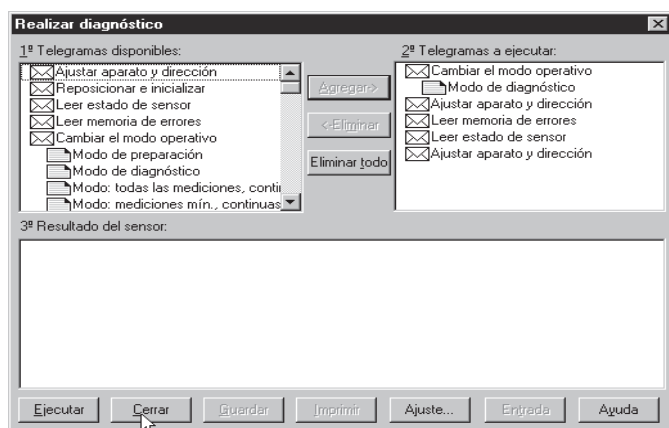 Realizar diagnóstico
1º Telegramas disponibles:
Ajustar aparato y dirección
Reposicionar e inicializar
Leer estado de sensor
Leer memoria de errores
Cambiar el modo operativo
Modo de preparación
Modo de diagnóstico
Modo: todas las mediciones, conti
Modo: mediciones mín., continuas
Agregar->
<-Eliminar
Eliminar todo
2º Telegramas a ejecutar:
Cambiar el modo operativo
Modo de diagnóstico
Ajustar aparato y dirección
Leer memoria de errores
Leer estado de sensor
Ajustar aparato y dirección
3º Resultado del sensor:
Ejecutar
Cerrar
Guardar
Imprimir
Ajuste...
Entrada
Ayuda